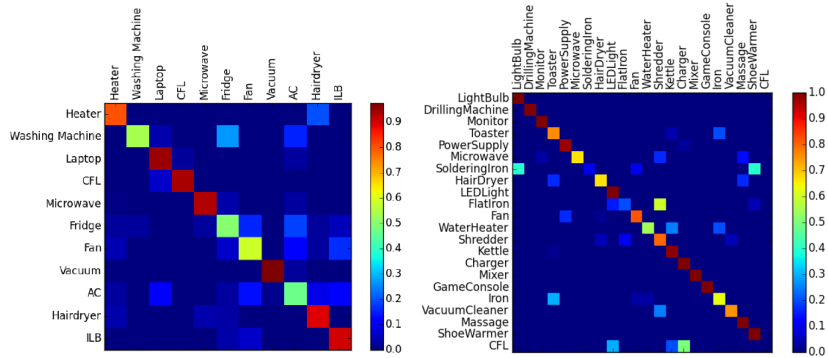 Heater
Washing Machine
Laptop
CFL
Microwave
Fridge
Fan
Vacuum
AC
Hairdryer
ILB
Heater
Washing Machine
Laptop
CFL
Microwave
Fridge
Fan
Vacuum
AC
Hairdryer
ILB
0.9
0.8
0.7
0.6
0.5
0.4
0.3
0.2
0.1
0.0
LightBulb
DrillingMachine
Monitor
Toaster
PowerSupply
Microwave
SolderingIron
HairDryer
LEDLight
FlatIron
Fan
WaterHeater
Shredder
Kettle
Charger
Mixer
GameConsole
Iron
VacuumCleaner
Massage
ShoeWarmer
CFL
LightBulb
DrillingMachine
Monitor
Toaster
PowerSupply
Microwave
SolderingIron
HairDryer
LEDLight
FlatIron
Fan
WaterHeater
Shredder
Kettle
Charger
Mixer
GameConsole
Iron
VacuumCleaner
Massage
ShoeWarmer
CFL
1.0
0.9
0.8
0.7
0.6
0.5
0.4
0.3
0.2
0.1
0.0